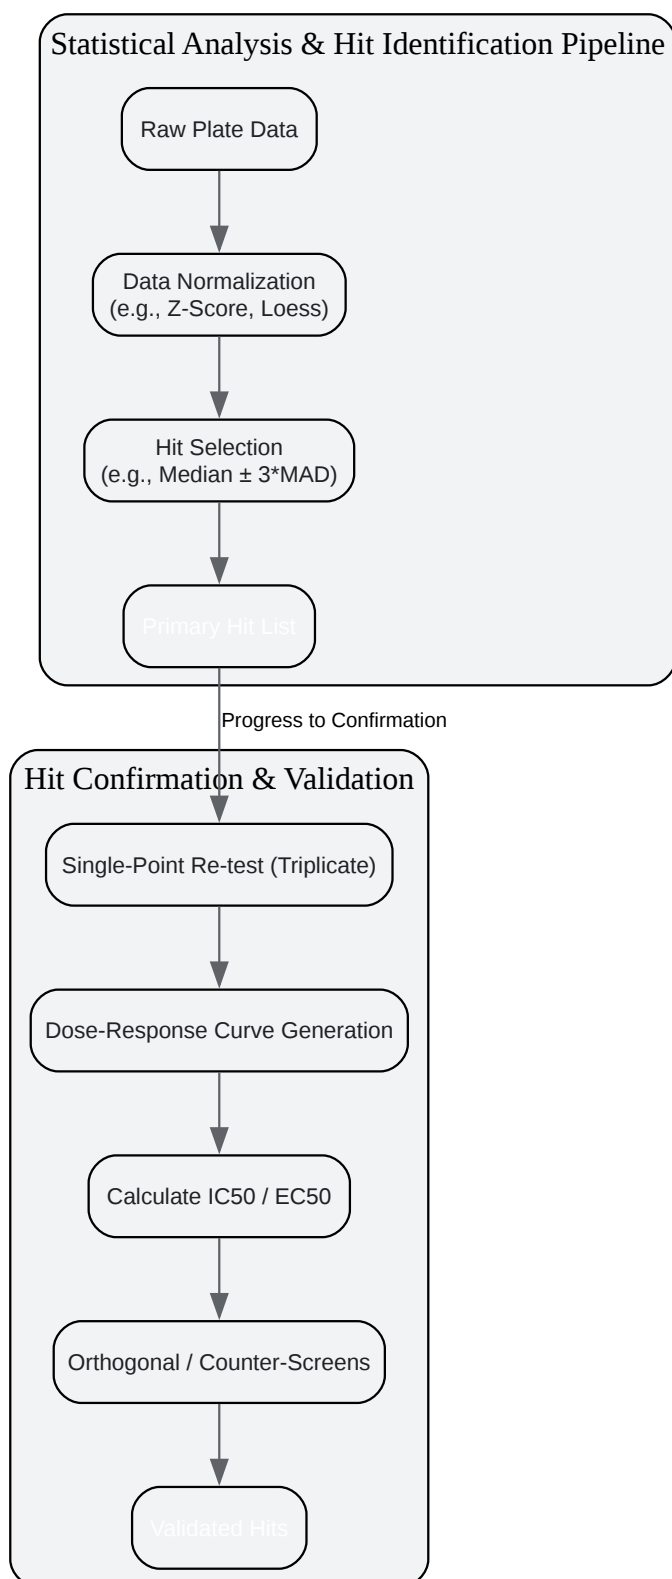 Statistical Analysis & Hit Identification Pipeline
Raw Plate Data
Data Normalization
(e.g., Z-Score, Loess)
Hit Selection
(e.g., Median ± 3*MAD)
Primary Hit List
Progress to Confirmation
Hit Confirmation & Validation
Single-Point Re-test (Triplicate)
Dose-Response Curve Generation
Calculate IC50 / EC50
Orthogonal / Counter-Screens
Validated Hits